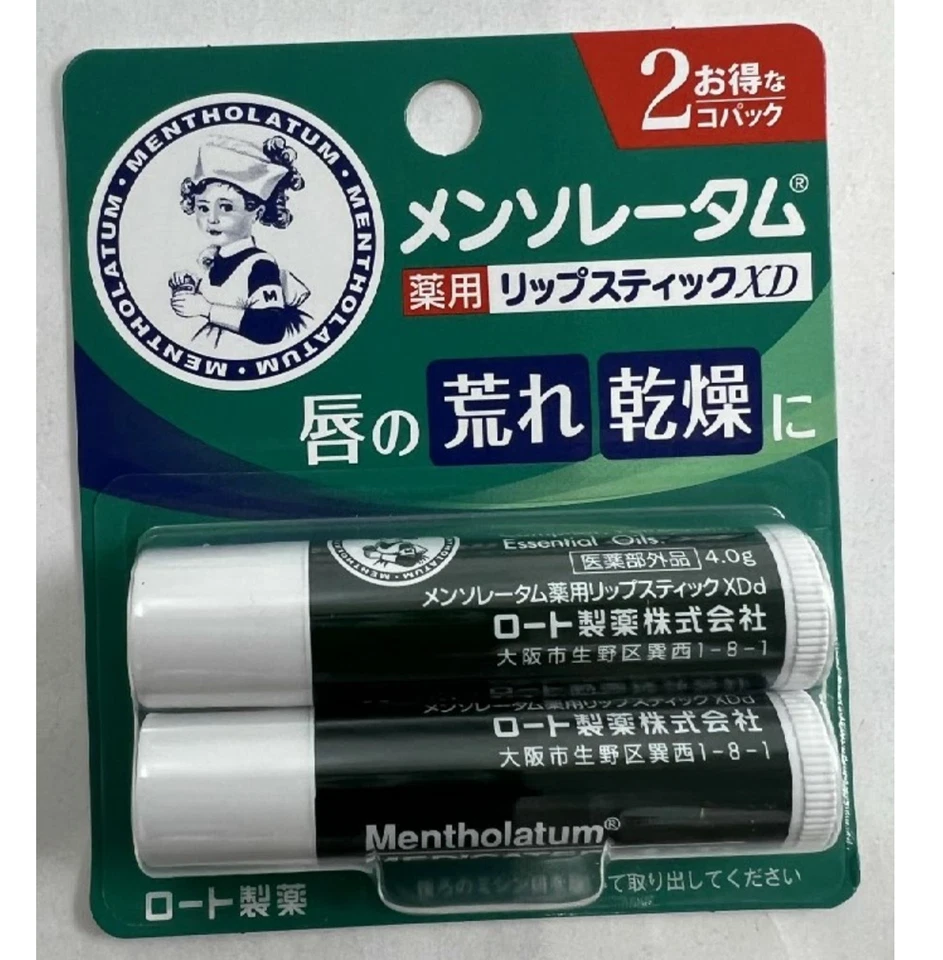 2お得な
コパック
MENTHOLATUM・MENTHOLATUM・MENTHOLATUM・MENTHOLATUM・
M
メンソレータム®
薬用 リップスティックXD
唇の 荒れ 乾燥 に
Essential Oils.
医薬部外品 4.0g
メンソレータム薬用リップスティック XDd
ロート製薬株式会社
大阪市生野区巽西1-8-1
メンソレータム薬用リップスティック XDd
ロート製薬株式会社
大阪市生野区巽西1-8-1
Mentholatum®
て取り出してください
ロート製薬